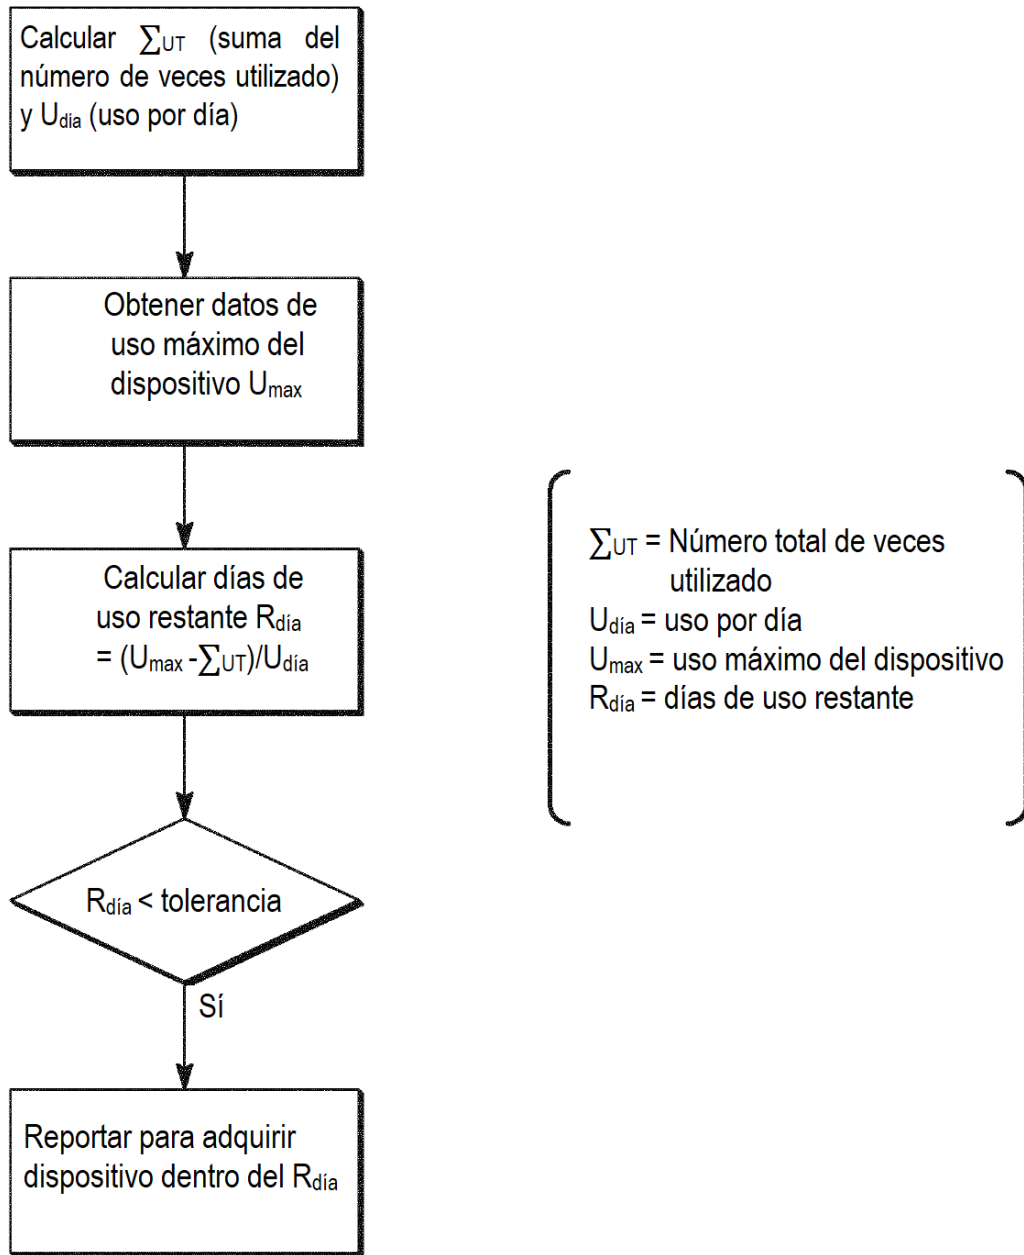 Calcular ∑UT (suma del
número de veces utilizado)
y Udía (uso por día)
Obtener datos de
uso máximo del
dispositivo Umax
Calcular días de
uso restante Rdía
= (Umax -∑UT)/Udía
Rdía < tolerancia
Sí
Reportar para adquirir
dispositivo dentro del Rdía
∑UT = Número total de veces
utilizado
Udía = uso por día
Umax = uso máximo del dispositivo
Rdía = días de uso restante